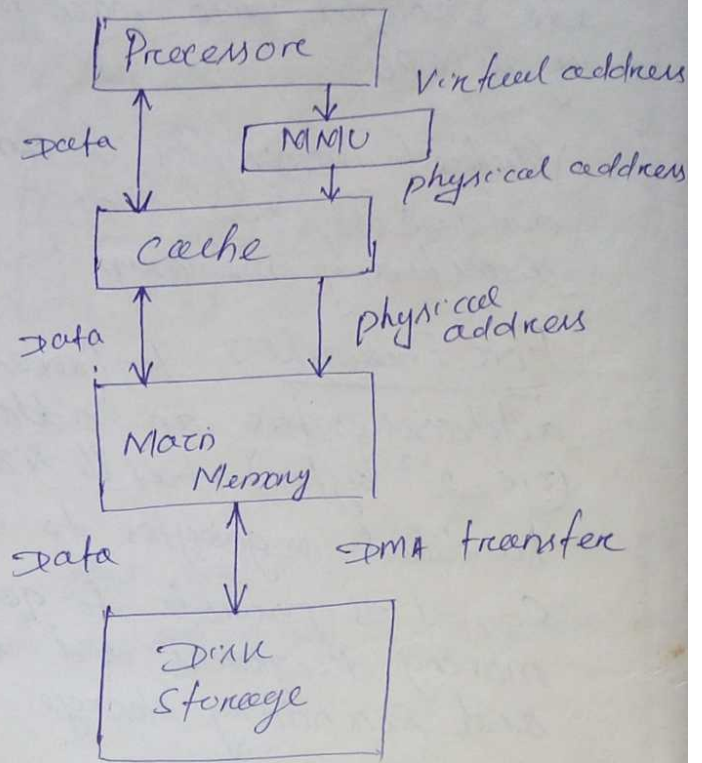 Processore
Virtual address
Data
MMU
physical address
Cache
Data
physical
address
Main
Memory
Data
DMA transfer
Disk
Storage